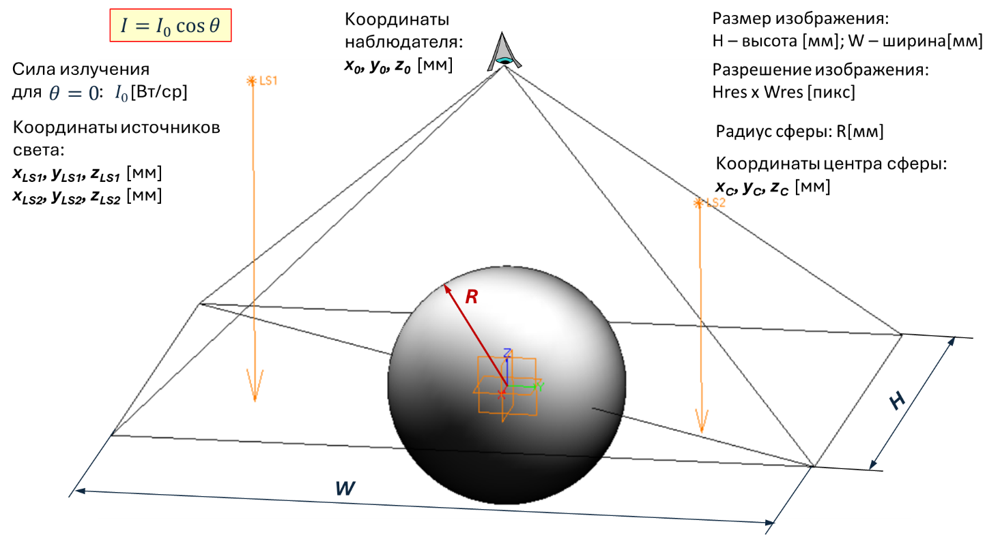 I = I₀ cos θ
Сила излучения
для θ = 0: I₀ [Вт/ср]
Координаты источников
света:
x_LS1, y_LS1, z_LS1 [мм]
x_LS2, y_LS2, z_LS2 [мм]
LS1
Координаты
наблюдателя:
x₀, y₀, z₀ [мм]
Размер изображения:
H – высота [мм]; W – ширина[мм]
Разрешение изображения:
Hres x Wres [пикс]
Радиус сферы: R[мм]
Координаты центра сферы:
x_C, y_C, z_C [мм]
LS2
R
Z
Y
X
H
W